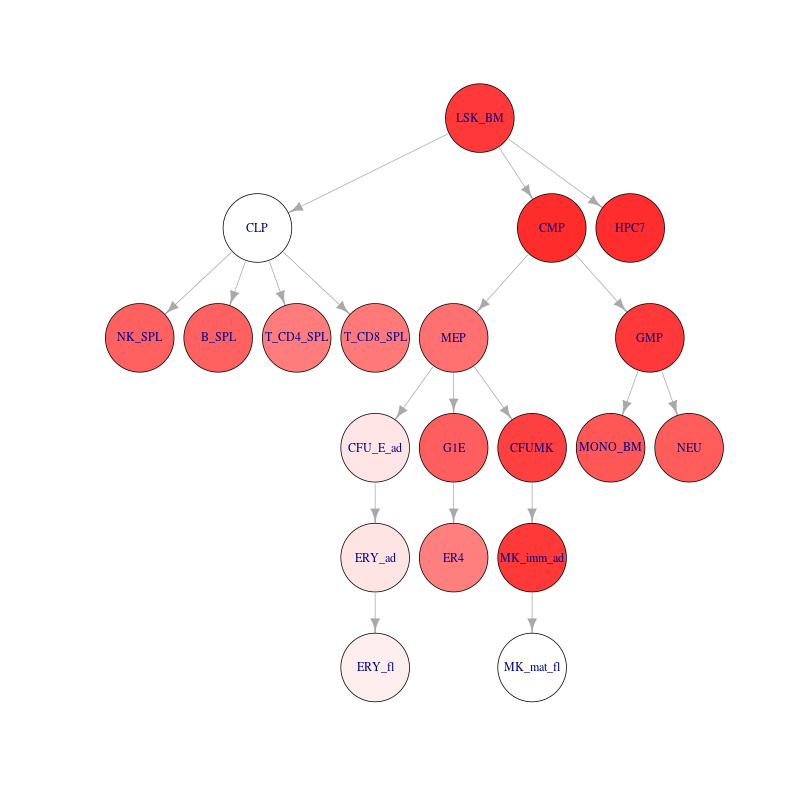 LSK_BM
CLP
CMP
HPC7
NK_SPL
B_SPL
T_CD4_SPL
T_CD8_SPL
MEP
GMP
CFU_E_ad
G1E
CFUMK
MONO_BM
NEU
ERY_ad
ER4
MK_imm_ad
ERY_fl
MK_mat_fl